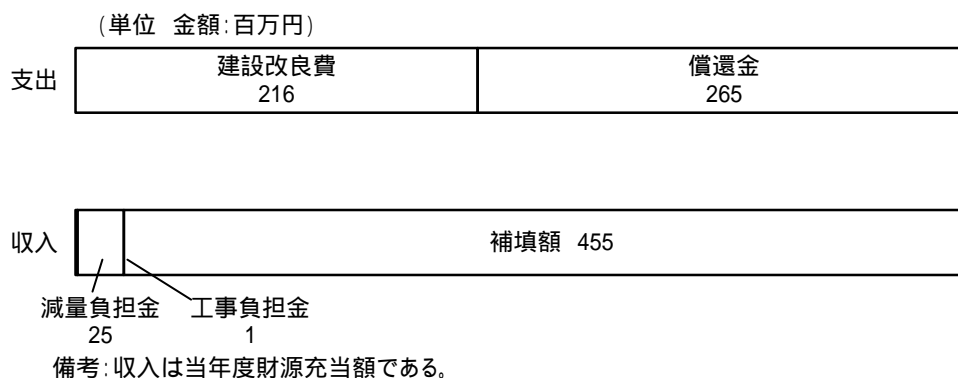 (単位 金額:百万円)
支出
建設改良費
216
償還金
265
収入
補填額 455
減量負担金
25
工事負担金
1
備考:収入は当年度財源充当額である。